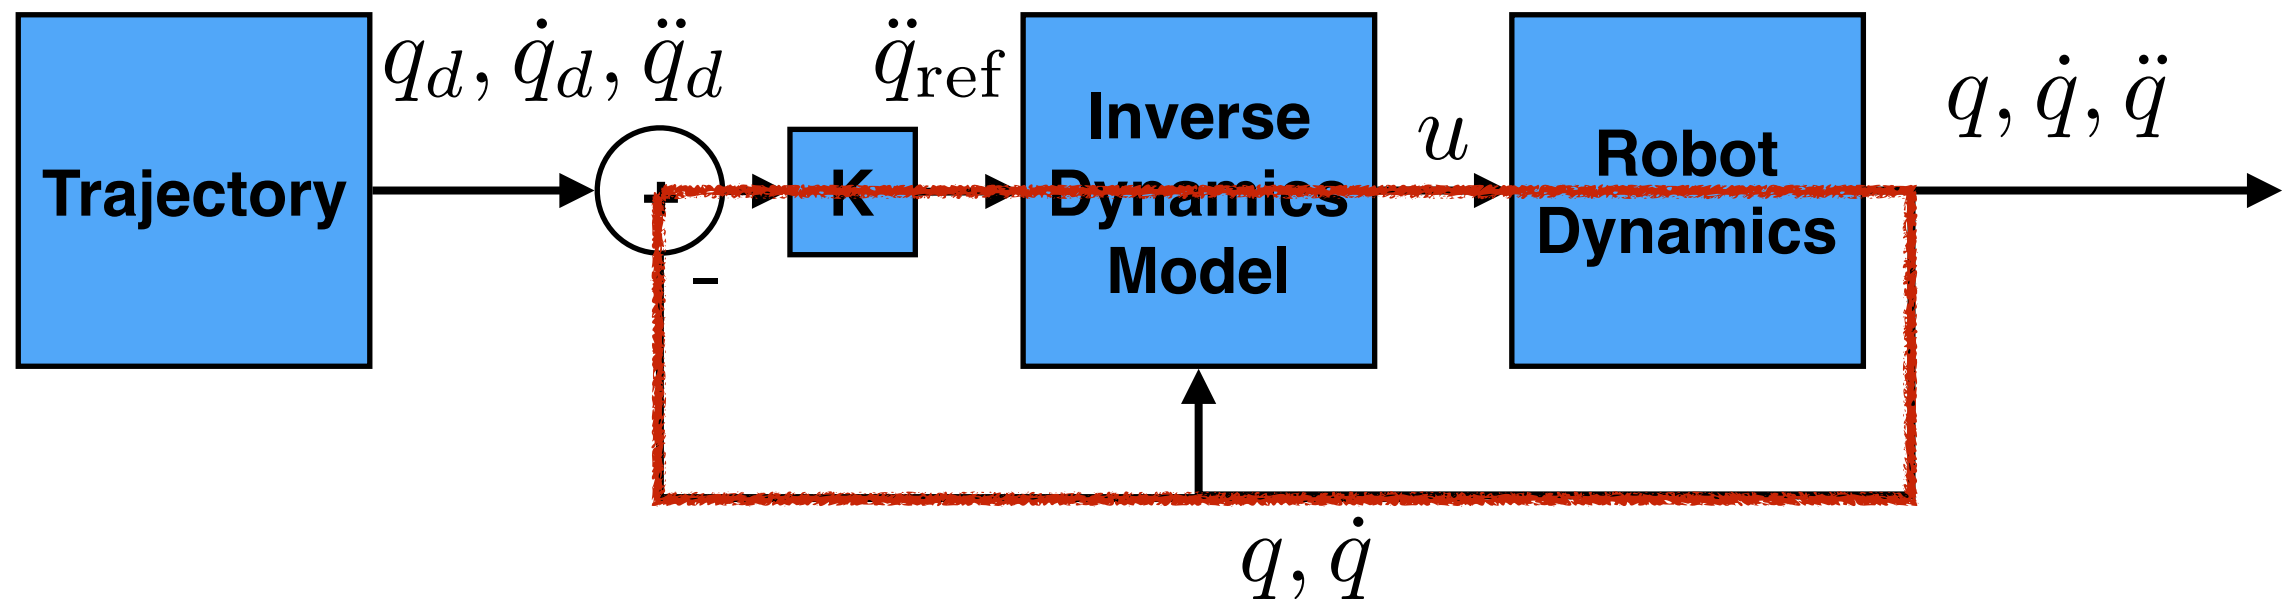 Trajectory
q_d, q̇_d, q̈_d
+
-
K
q̈_ref
Inverse
Dynamics
Model
u
Robot
Dynamics
q, q̇, q̈
q, q̇